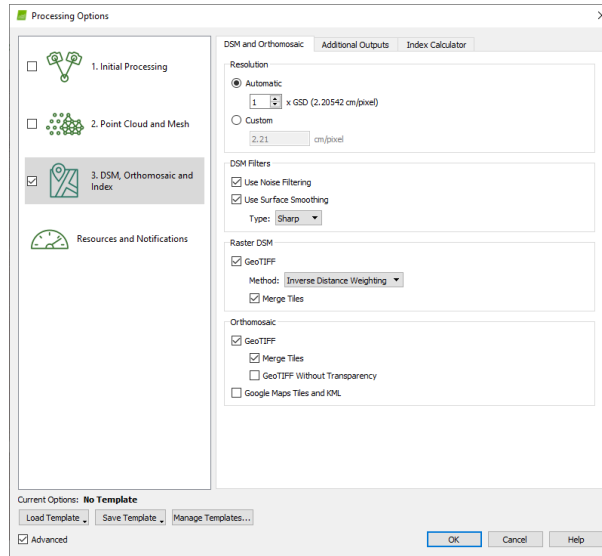 Processing Options
1. Initial Processing
2. Point Cloud and Mesh
3. DSM, Orthomosaic and
Index
Resources and Notifications
DSM and Orthomosaic
Additional Outputs
Index Calculator
Resolution
Automatic
1 x GSD (2.20542 cm/pixel)
Custom
2.21 cm/pixel
DSM Filters
Use Noise Filtering
Use Surface Smoothing
Type: Sharp
Raster DSM
GeoTIFF
Method: Inverse Distance Weighting
Merge Tiles
Orthomosaic
GeoTIFF
Merge Tiles
GeoTIFF Without Transparency
Google Maps Tiles and KML
Current Options: No Template
Load Template Save Template Manage Templates...
Advanced
OK Cancel Help